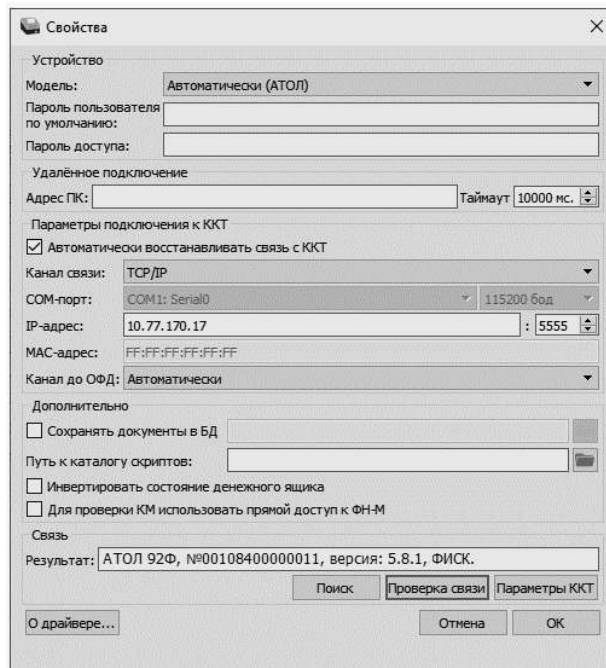 Свойства
Устройство
Модель: Автоматически (АТОЛ)
Пароль пользователя
по умолчанию:
Пароль доступа:
Удалённое подключение
Адрес ПК: Таймаут 10000 мс.
Параметры подключения к ККТ
Автоматически восстанавливать связь с ККТ
Канал связи: TCP/IP
COM-порт: COM1: Serial0 115200 бод
IP-адрес: 10.77.170.17 : 5555
MAC-адрес: FF:FF:FF:FF:FF:FF
Канал до ОФД: Автоматически
Дополнительно
Сохранять документы в БД
Путь к каталогу скриптов:
Инвертировать состояние денежного ящика
Для проверки КМ использовать прямой доступ к ФН-М
Связь
Результат: АТОЛ 92Ф, №00108400000011, версия: 5.8.1, ФИСК.
Поиск Проверка связи Параметры ККТ
О драйвере... Отмена ОК